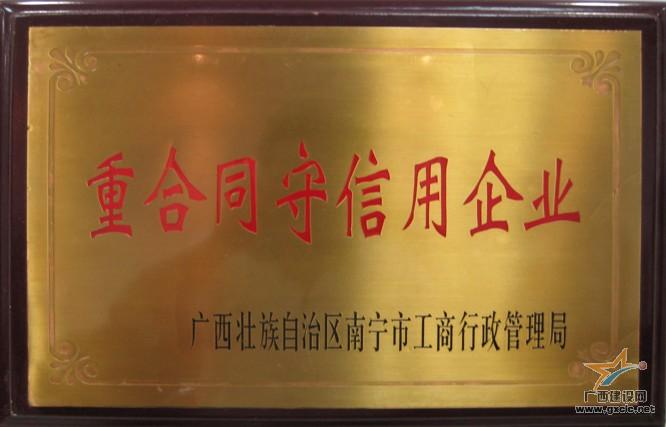 重合同守信用企业
广西壮族自治区南宁市工商行政管理局
广西建设网
www.gxcic.net